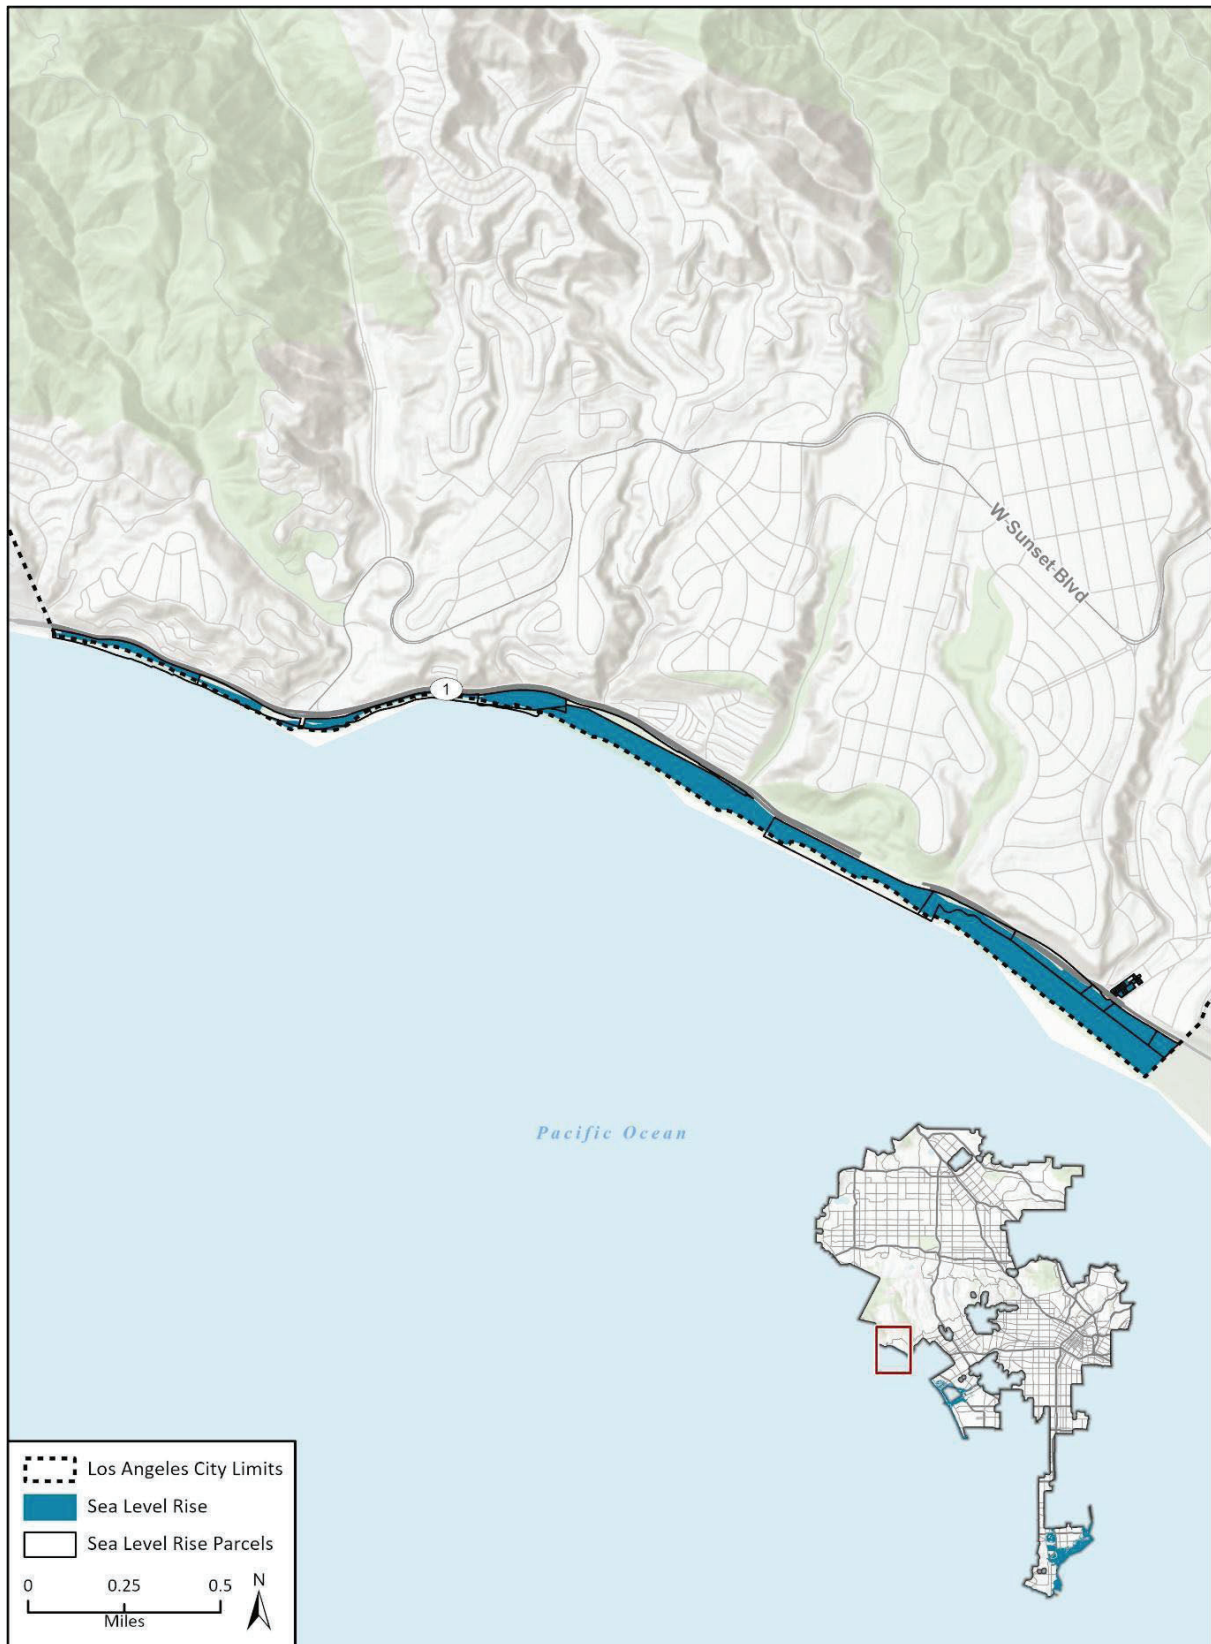 W-Sunset-Blvd
1
Pacific Ocean
Los Angeles City Limits
Sea Level Rise
Sea Level Rise Parcels
0 0.25 0.5
Miles
N